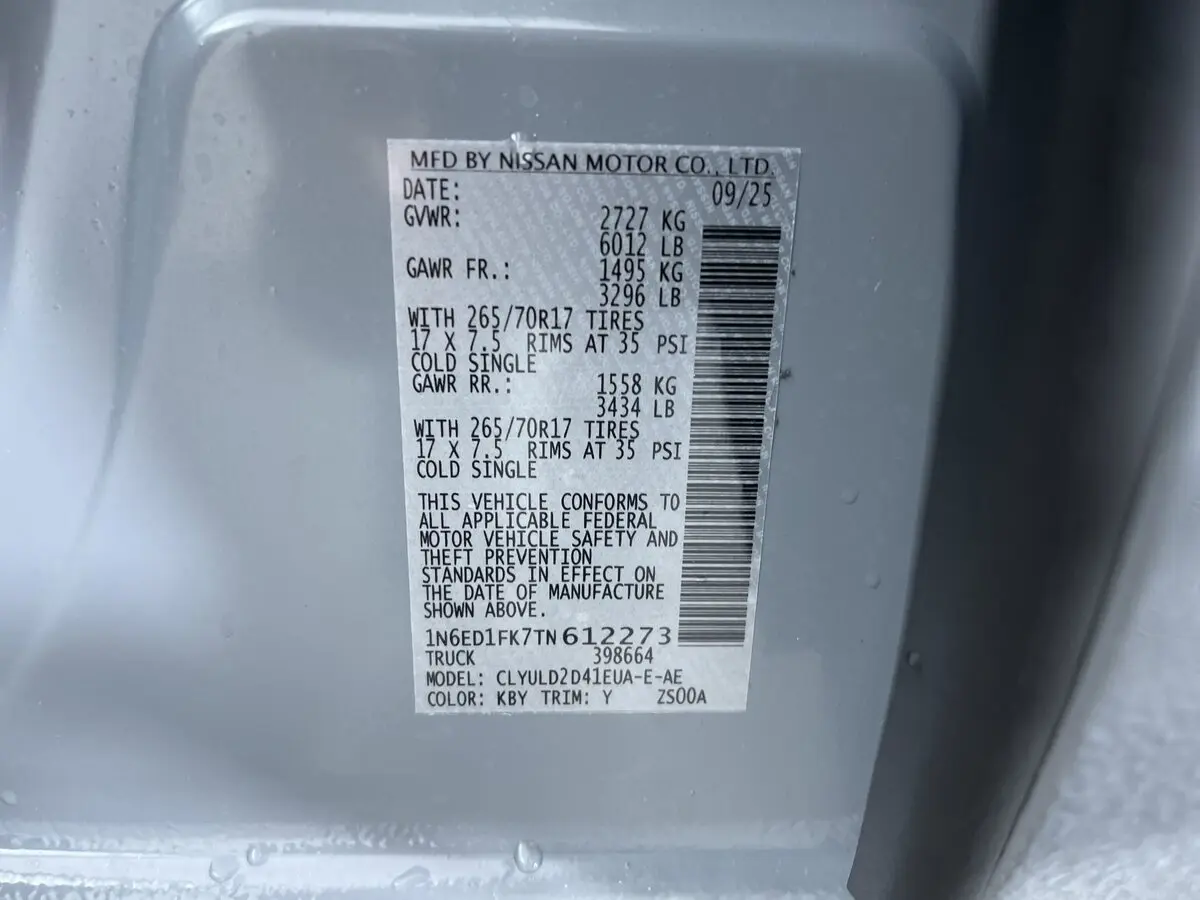 MFD BY NISSAN MOTOR CO., LTD.
DATE: 09/25
GVWR: 2727 KG
6012 LB
GAWR FR.: 1495 KG
3296 LB
WITH 265/70R17 TIRES
17 X 7.5 RIMS AT 35 PSI
COLD SINGLE
GAWR RR.: 1558 KG
3434 LB
WITH 265/70R17 TIRES
17 X 7.5 RIMS AT 35 PSI
COLD SINGLE
THIS VEHICLE CONFORMS TO
ALL APPLICABLE FEDERAL
MOTOR VEHICLE SAFETY AND
THEFT PREVENTION
STANDARDS IN EFFECT ON
THE DATE OF MANUFACTURE
SHOWN ABOVE.
1N6ED1FK7TN612273
TRUCK 398664
MODEL: CLYULD2D41EUA-E-AE
COLOR: KBY TRIM: Y ZS00A